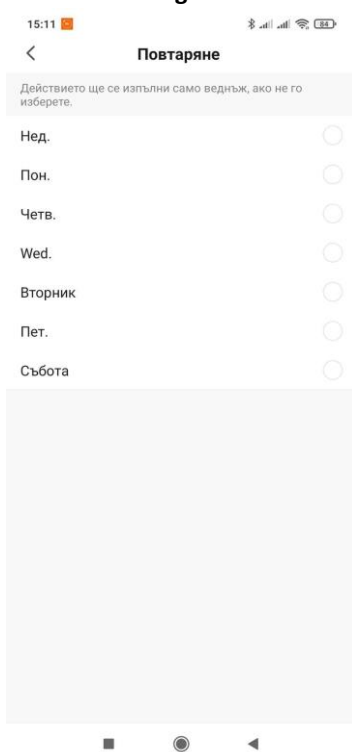 15:11
84
Повтаряне
Действието ще се изпълни само веднъж, ако не го
изберете.
Нед.
Пон.
Четв.
Wed.
Вторник
Пет.
Събота